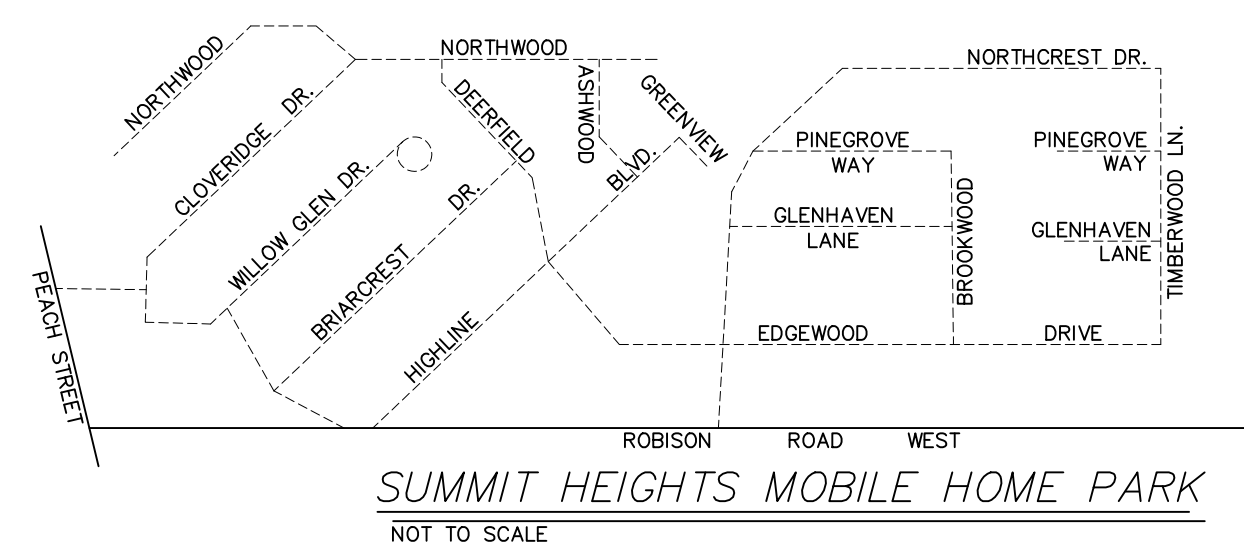 NORTHWOOD
CLOVERIDGE DR.
WILLOW GLEN DR.
BRIARCREST DR.
HIGHLINE BLVD.
NORTHWOOD
DEERFIELD
ASHWOOD
GREENVIEW
NORTHCREST DR.
PINEGROVE
WAY
PINEGROVE
WAY
GLENHAVEN
LANE
GLENHAVEN
LANE
BROOKWOOD
TIMBERWOOD LN.
EDGEWOOD DRIVE
PEACH STREET
ROBISON ROAD WEST
SUMMIT HEIGHTS MOBILE HOME PARK
NOT TO SCALE